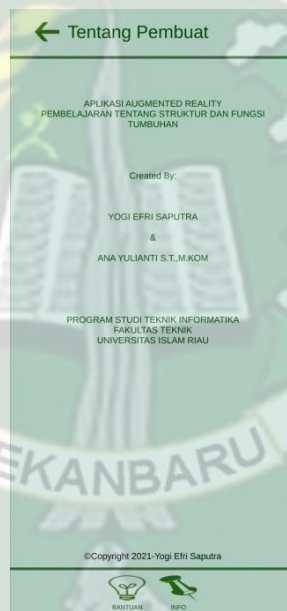 Tentang Pembuat
APLIKASI AUGMENTED REALITY
PEMBELAJARAN TENTANG STRUKTUR DAN FUNGSI
TUMBUHAN
Created By:
YOGI EFRI SAPUTRA
&
ANA YULIANTI S.T.,M.KOM
PROGRAM STUDI TEKNIK INFORMATIKA
FAKULTAS TEKNIK
UNIVERSITAS ISLAM RIAU
EKANBARU
©Copyright 2021-Yogi Efri Saputra
BANTUAN INFO